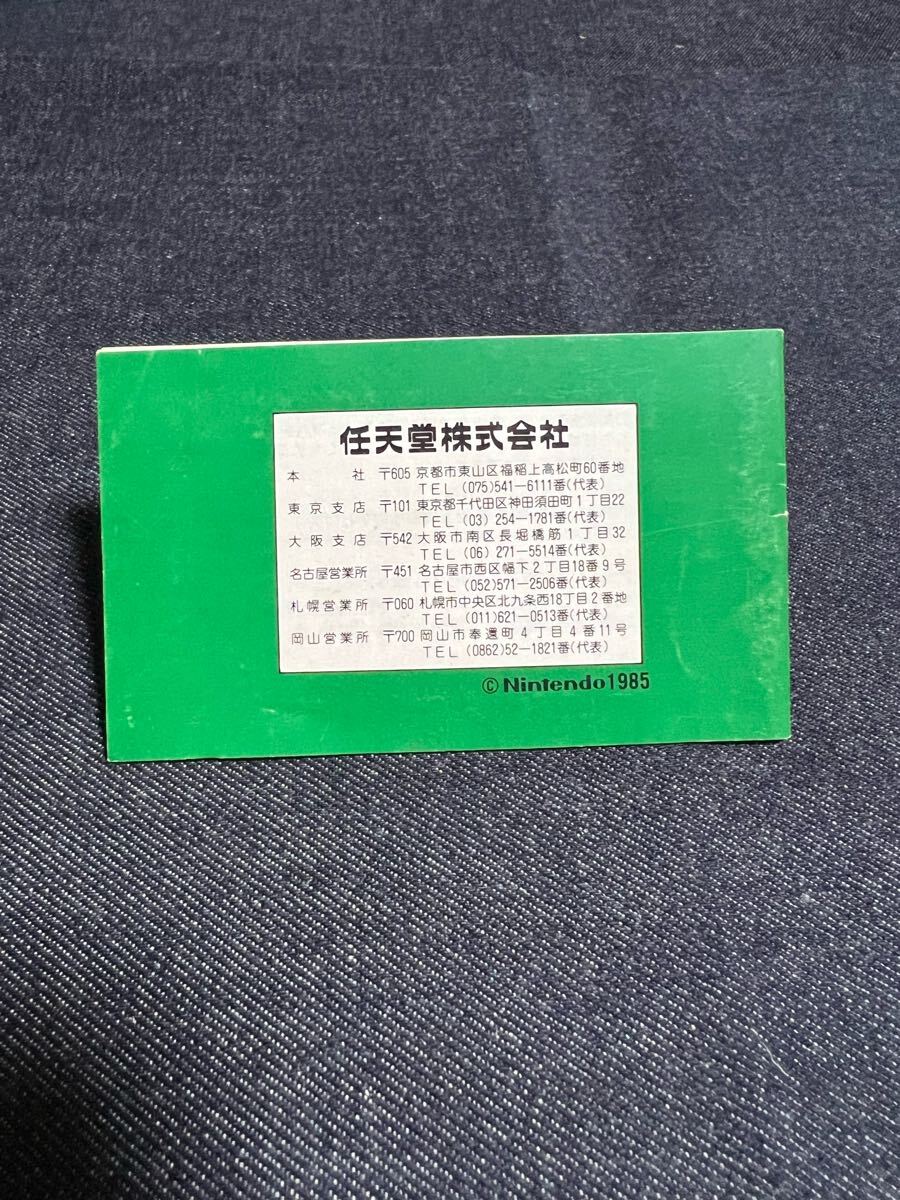 任天堂株式会社
本　　社 〒605 京都市東山区福稲上高松町60番地
TEL (075)541―6111番(代表)
東京支店 〒101 東京都千代田区神田須田町1丁目22
TEL (03) 254―1781番(代表)
大阪支店 〒542 大阪市南区長堀橋筋1丁目32
TEL (06) 271―5514番(代表)
名古屋営業所 〒451 名古屋市西区幅下2丁目18番9号
TEL (052)571―2506番(代表)
札幌営業所 〒060 札幌市中央区北九条西18丁目2番地
TEL (011)621―0513番(代表)
岡山営業所 〒700 岡山市奉還町4丁目4番11号
TEL (0862)52―1821番(代表)
©Nintendo1985